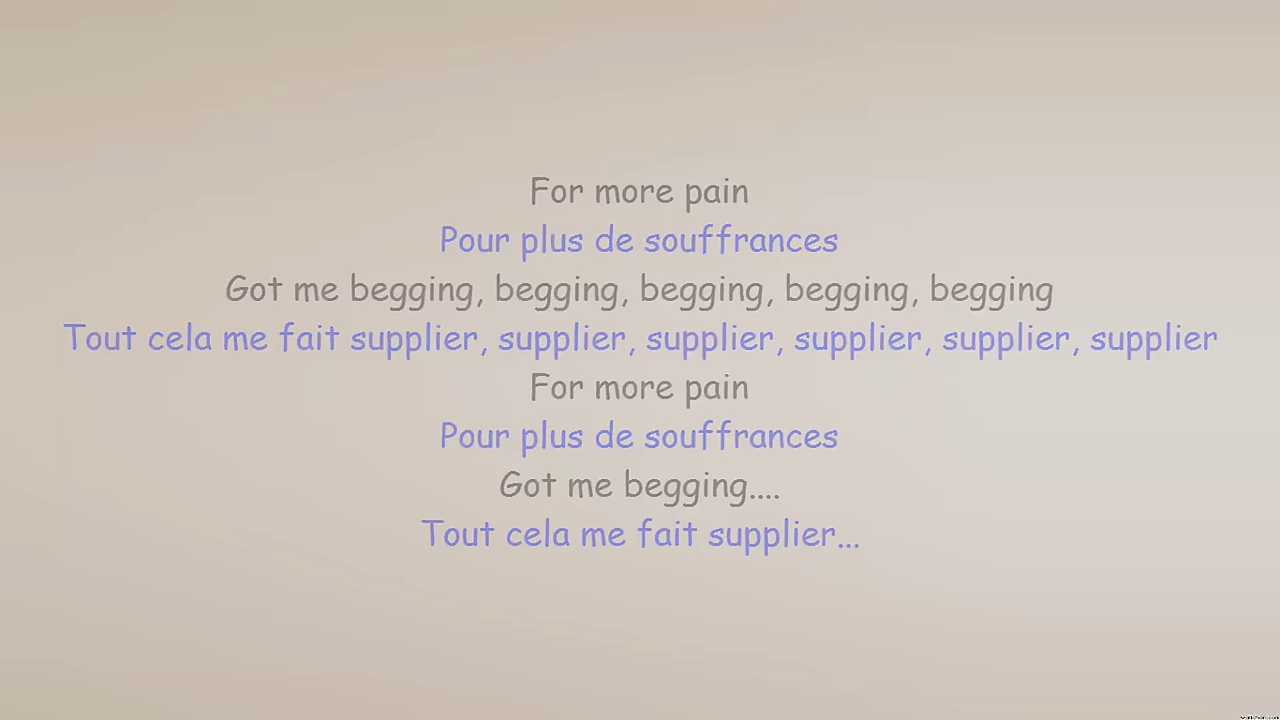 For more pain
Pour plus de souffrances
Got me begging, begging, begging, begging, begging
Tout cela me fait supplier, supplier, supplier, supplier, supplier, supplier
For more pain
Pour plus de souffrances
Got me begging....
Tout cela me fait supplier...